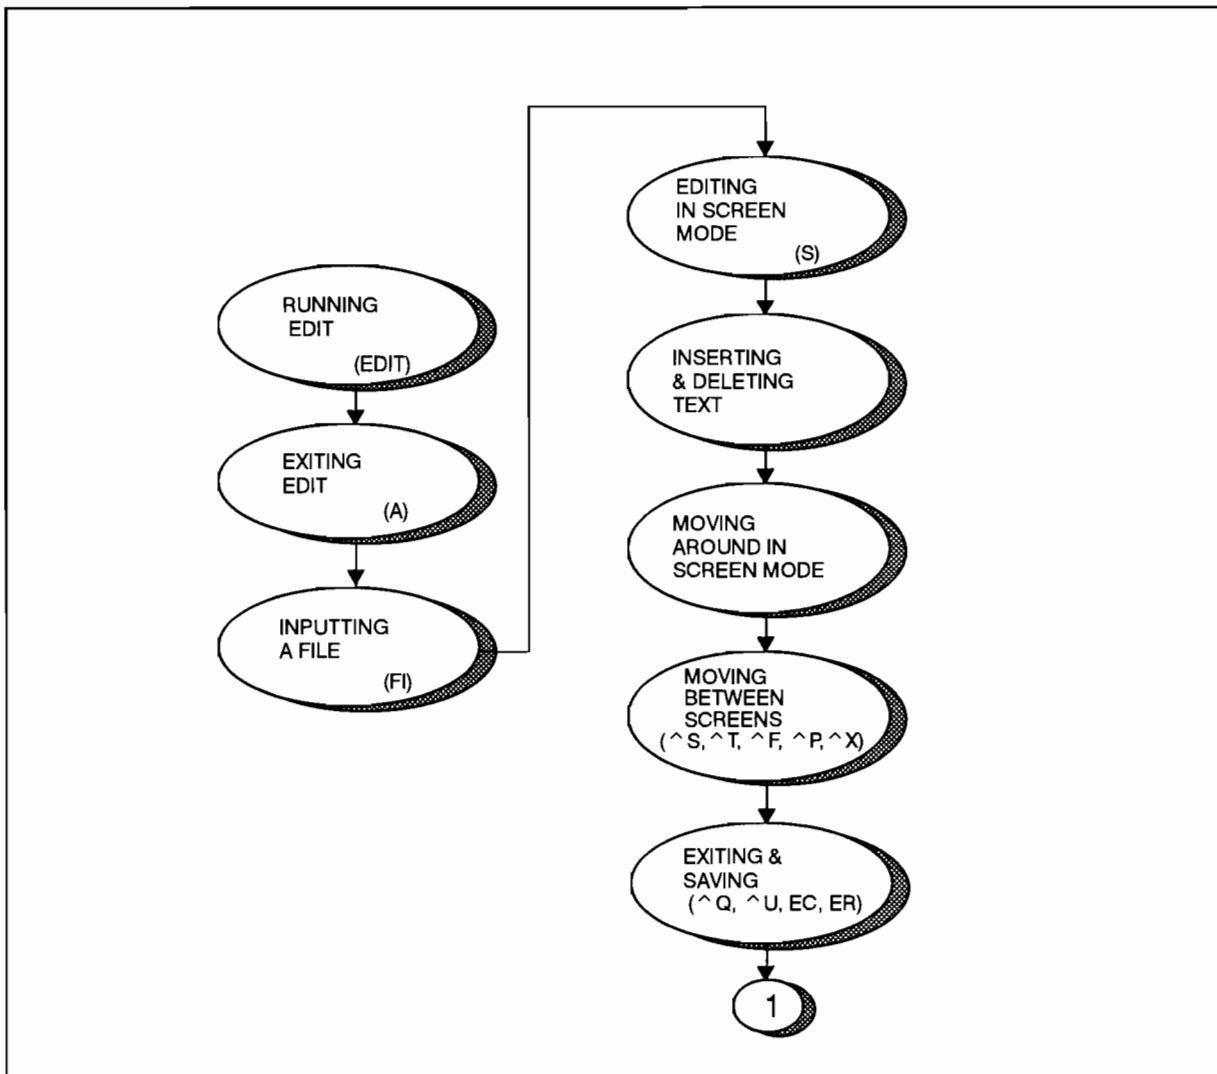 RUNNING
EDIT
(EDIT)
EXITING
EDIT
(A)
INPUTTING
A FILE
(FI)
EDITING
IN SCREEN
MODE
(S)
INSERTING
& DELETING
TEXT
MOVING
AROUND IN
SCREEN MODE
MOVING
BETWEEN
SCREENS
(^S, ^T, ^F, ^P, ^X)
EXITING &
SAVING
(^Q, ^U, EC, ER)
1